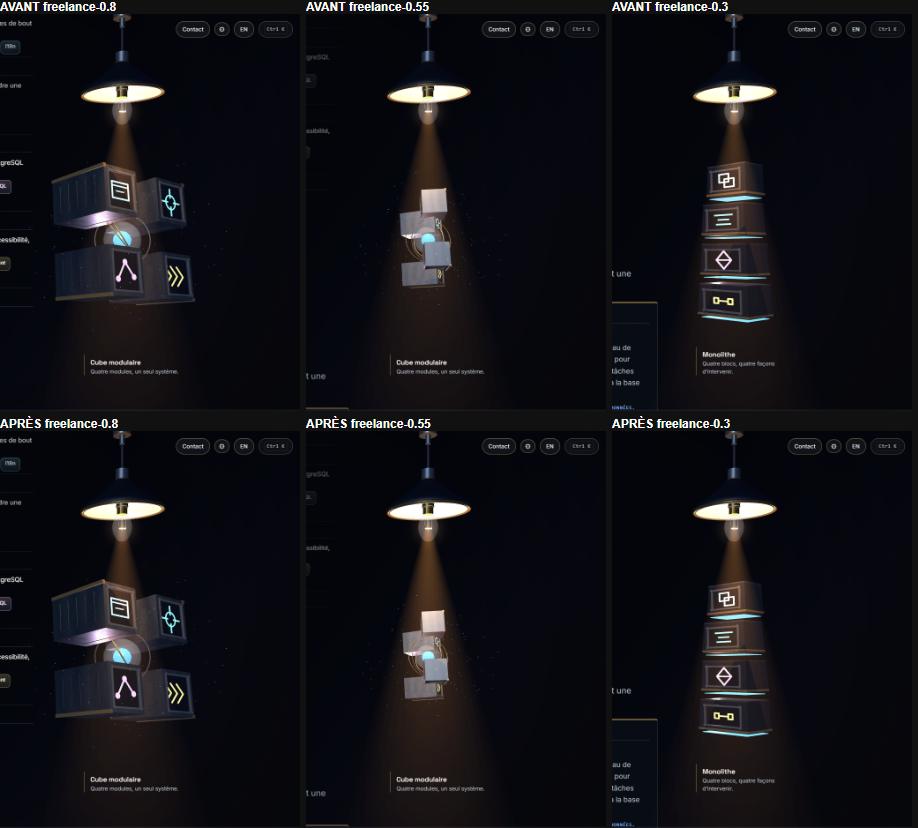 AVANT freelance-0.8
AVANT freelance-0.55
AVANT freelance-0.3
es de bout
Contact
EN
Ctrl K
Contact
EN
Ctrl K
Contact
EN
Ctrl K
dre une
greSQL
greSQL
QL
essibilité,
cessibilité,
Cube modulaire
Quatre modules, un seul système.
Cube modulaire
Quatre modules, un seul système.
Monolithe
Quatre blocs, quatre façons
d'intervenir.
t une
t une
au de
pour
tâches
à la base
APRÈS freelance-0.8
APRÈS freelance-0.55
APRÈS freelance-0.3
es de bout
Contact
EN
Ctrl K
Contact
EN
Ctrl K
Contact
EN
Ctrl K
dre une
greSQL
greSQL
QL
essibilité,
cessibilité,
Cube modulaire
Quatre modules, un seul système.
Cube modulaire
Quatre modules, un seul système.
Monolithe
Quatre blocs, quatre façons
d'intervenir.
t une
t une
au de
pour
tâches
à la base